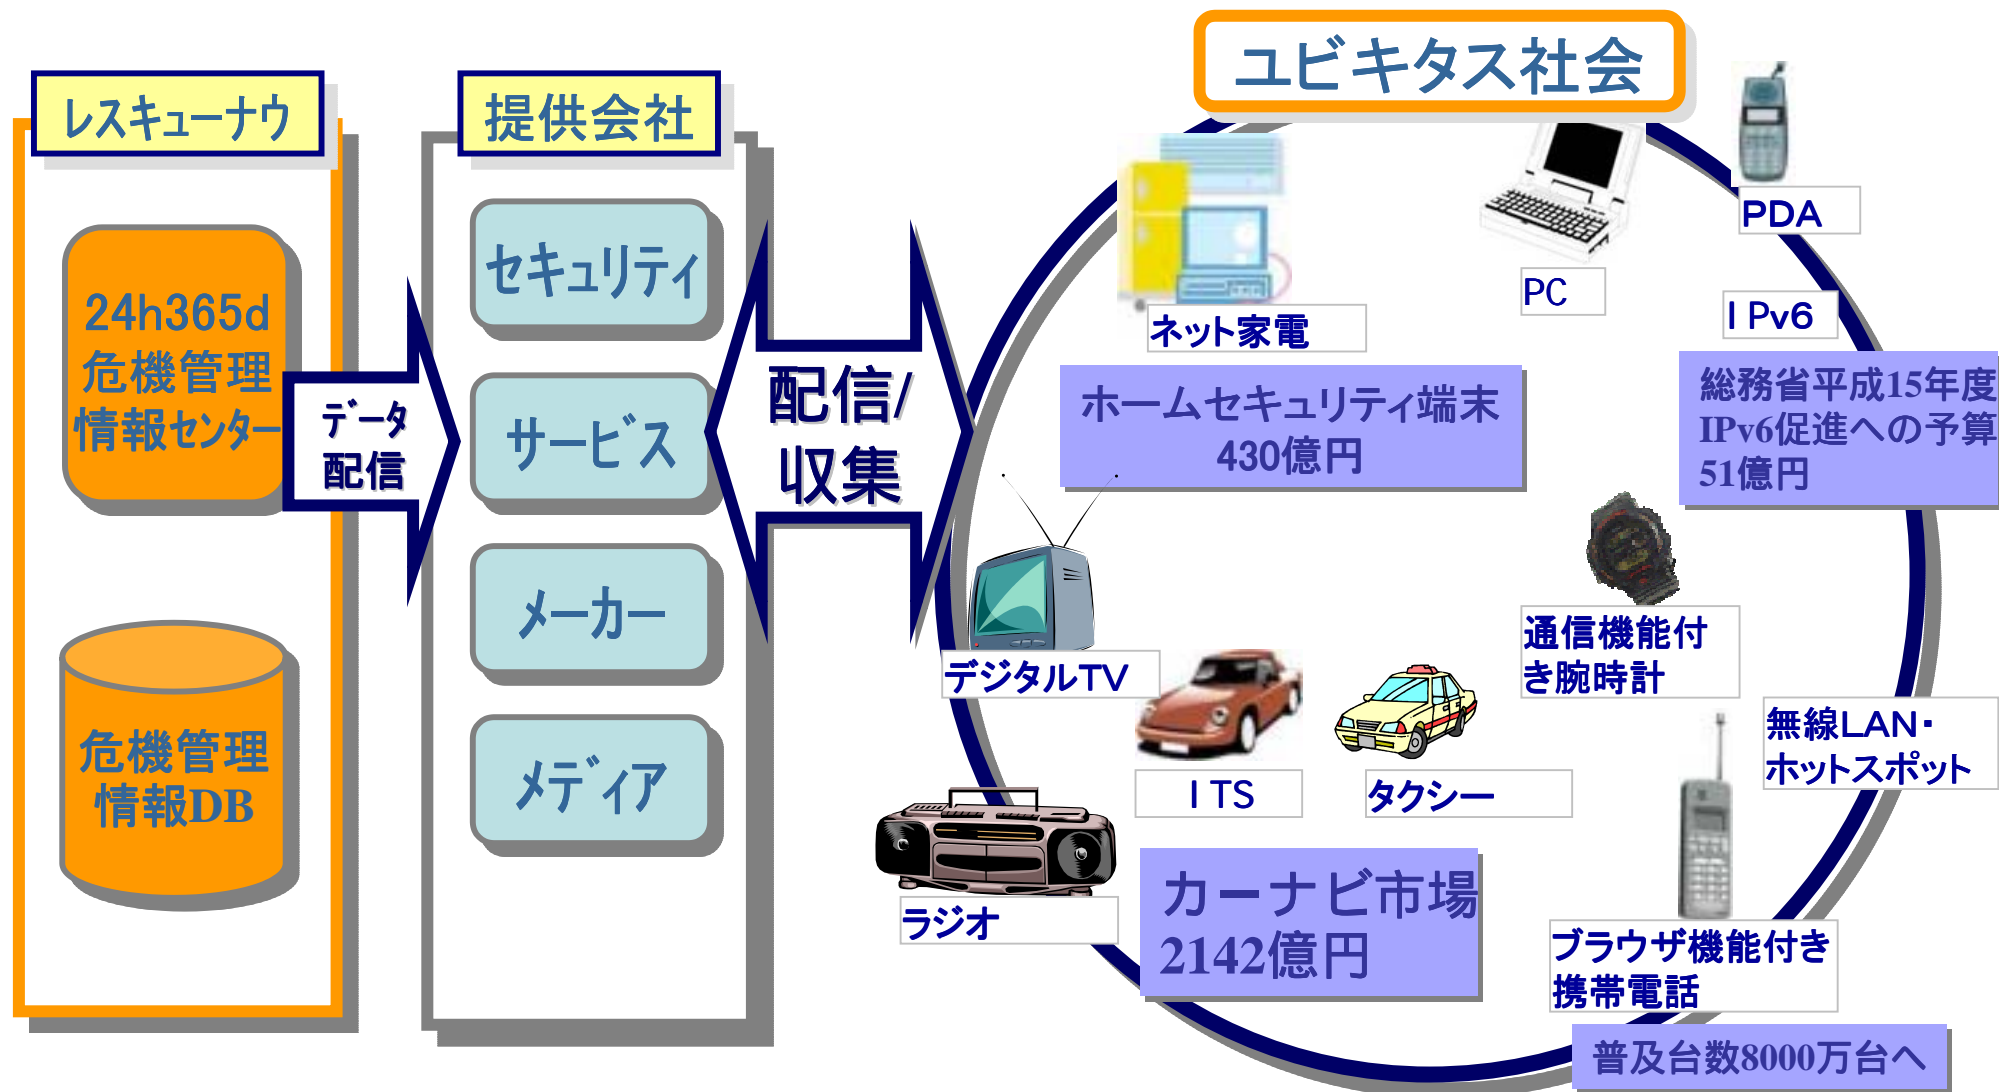 ユビキタス社会
レスキューナウ
提供会社
24h365d
危機管理
情報センター
危機管理
情報DB
データ
配信
セキュリティ
サービス
メーカー
メディア
配信/
収集
ネット家電
PC
PDA
IPv6
ホームセキュリティ端末
430億円
総務省平成15年度
IPv6促進への予算
51億円
デジタルTV
ITS
タクシー
通信機能付
き腕時計
無線LAN・
ホットスポット
ラジオ
カーナビ市場
2142億円
ブラウザ機能付き
携帯電話
普及台数8000万台へ